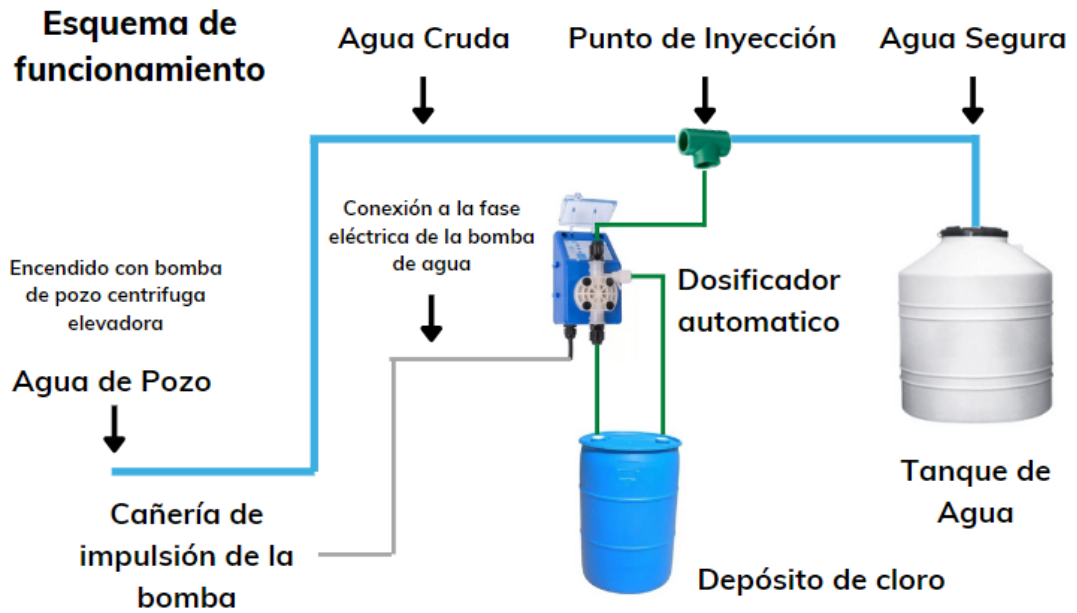 Esquema de
funcionamiento
Agua Cruda
Punto de Inyección
Agua Segura
Conexión a la fase
eléctrica de la bomba
de agua
Encendido con bomba
de pozo centrifuga
elevadora
Agua de Pozo
Dosificador
automatico
Cañería de
impulsión de la
bomba
Depósito de cloro
Tanque de
Agua